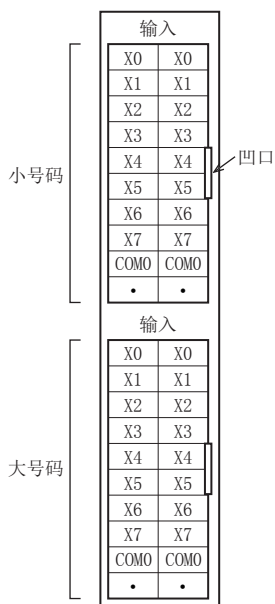 输入
X0 X0
X1 X1
X2 X2
X3 X3
X4 X4
凹口
小号码
X5 X5
X6 X6
X7 X7
COM0 COM0
• •
输入
X0 X0
X1 X1
X2 X2
X3 X3
X4 X4
大号码
X5 X5
X6 X6
X7 X7
COM0 COM0
• •